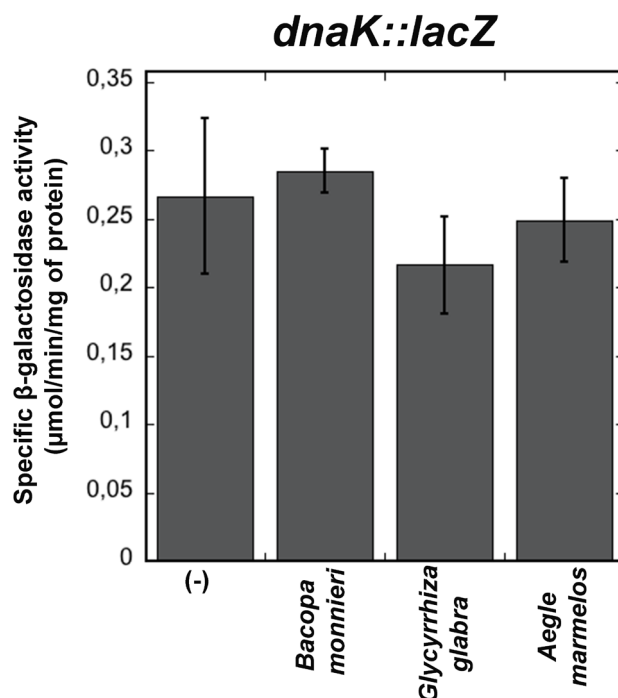 dnaK::lacZ
Specific β-galactosidase activity
(µmol/min/mg of protein)
0,35
0,3
0,25
0,2
0,15
0,1
0,05
0
(-)
Bacopa
monnieri
Glycyrrhiza
glabra
Aegle
marmelos